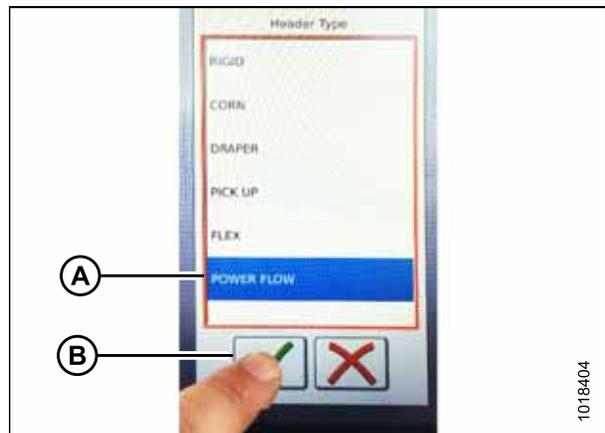 Header Type
RIGID
CORN
DRAPER
PICK UP
FLEX
A
POWER FLOW
B
1018404